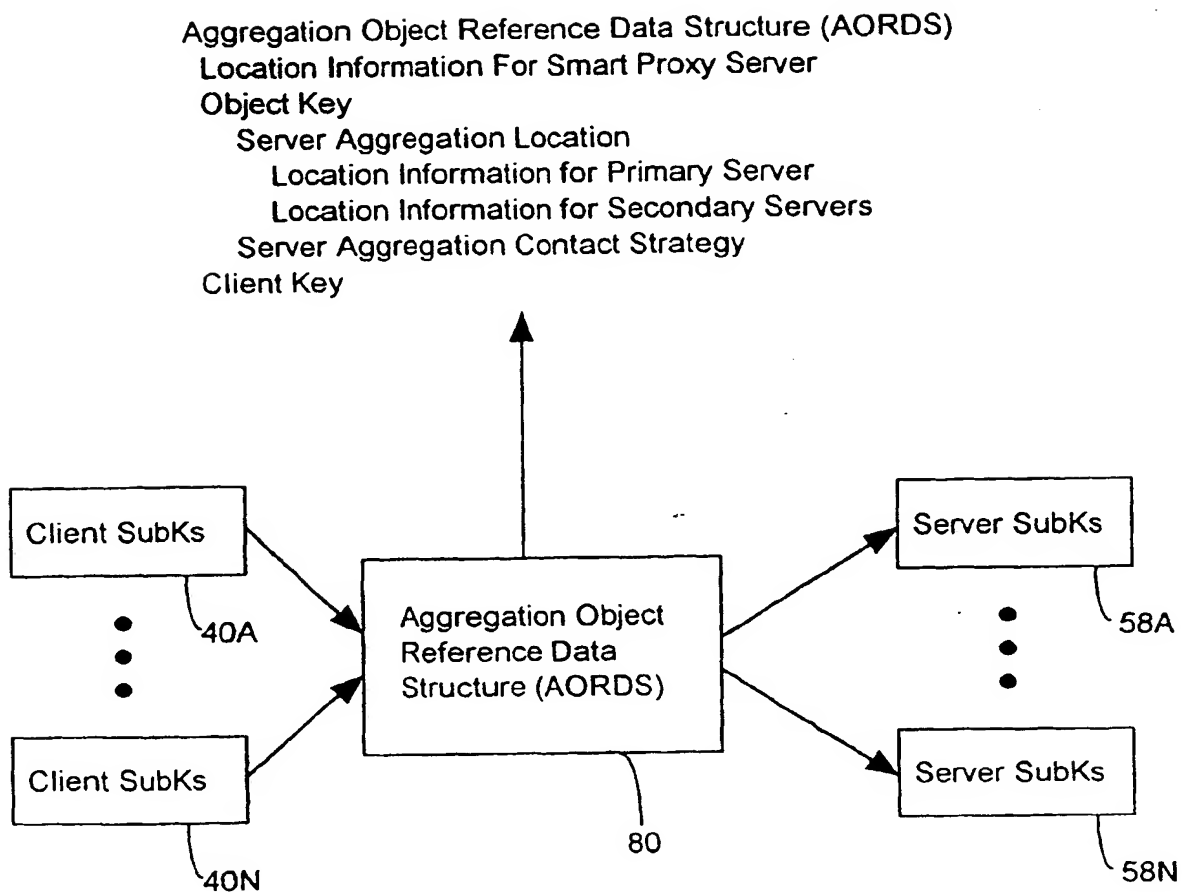 Aggregation Object Reference Data Structure (AORDS)
Location Information For Smart Proxy Server
Object Key
Server Aggregation Location
Location Information for Primary Server
Location Information for Secondary Servers
Server Aggregation Contact Strategy
Client Key
Client SubKs
40A
Client SubKs
40N
Aggregation Object
Reference Data
Structure (AORDS)
80
Server SubKs
58A
Server SubKs
58N